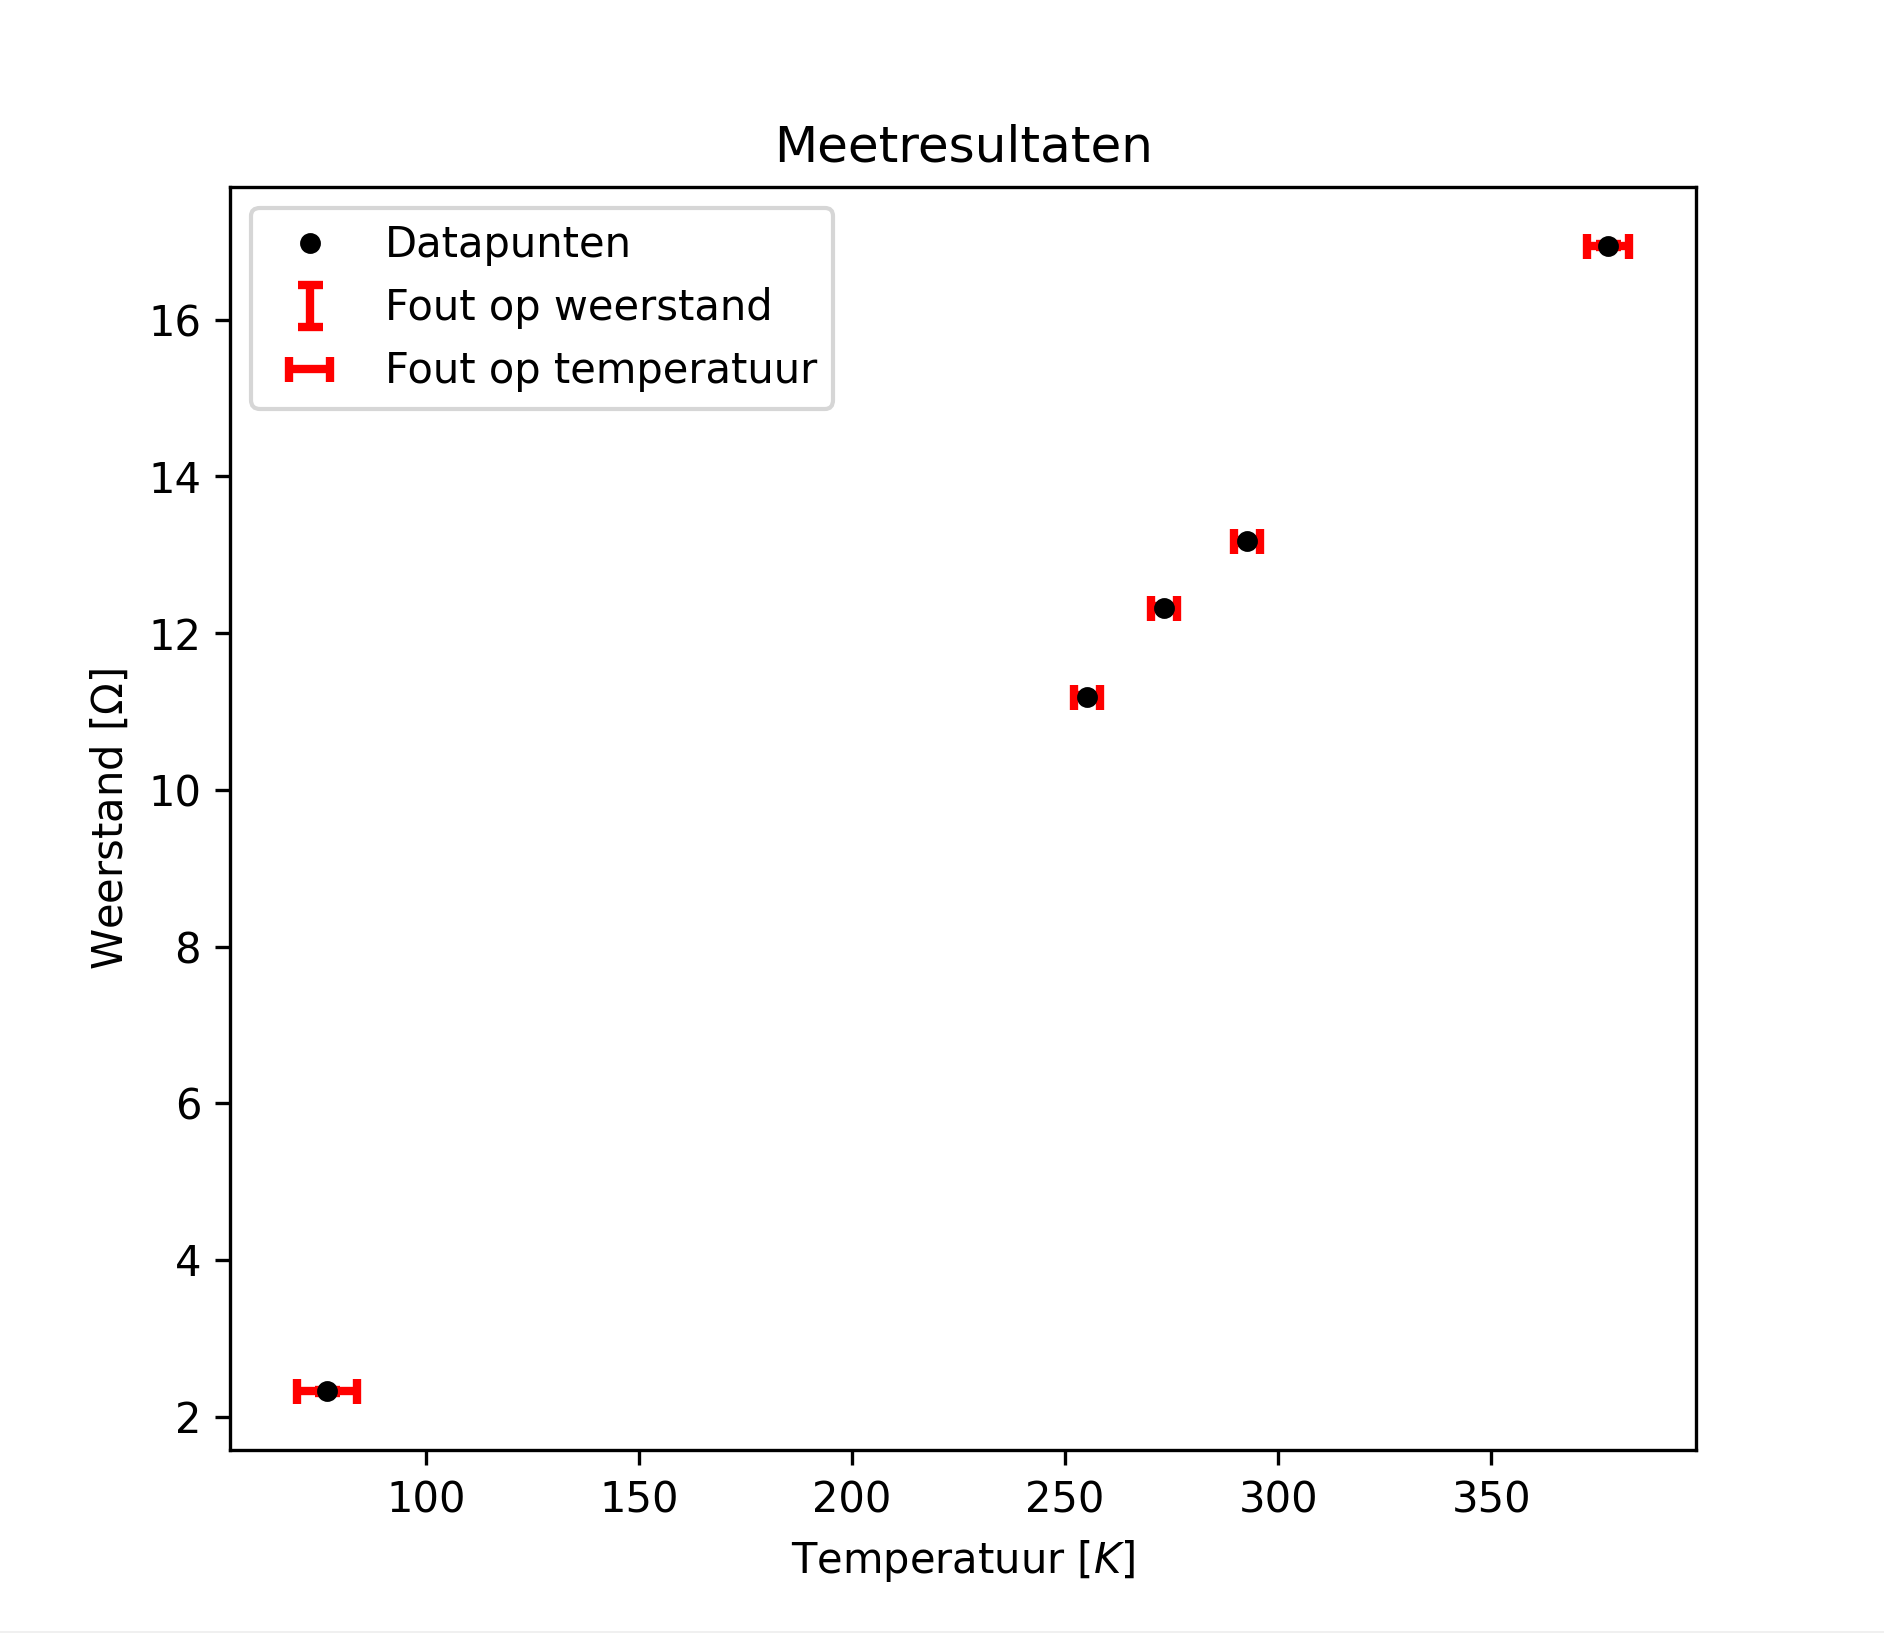 Meetresultaten
Datapunten
Fout op weerstand
Fout op temperatuur
16
14
12
10
8
6
4
2
Weerstand [Ω]
100 150 200 250 300 350
Temperatuur [K]